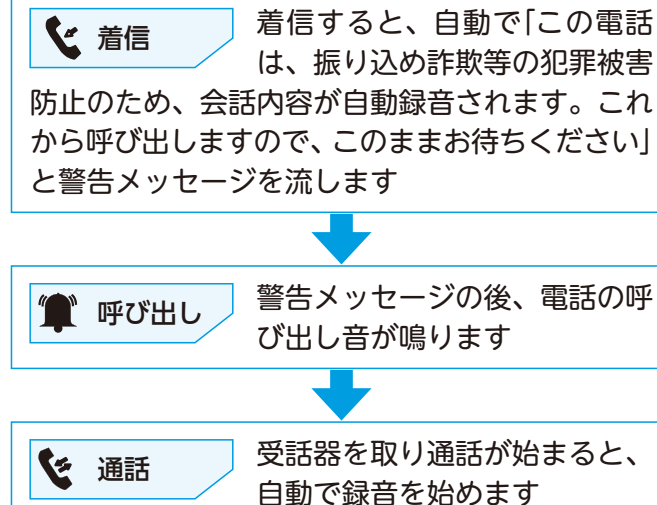 着信
着信すると、自動で「この電話
は、振り込め詐欺等の犯罪被害
防止のため、会話内容が自動録音されます。これ
から呼び出しますので、このままお待ちください」
と警告メッセージを流します
呼び出し
警告メッセージの後、電話の呼
び出し音が鳴ります
通話
受話器を取り通話が始まると、
自動で録音を始めます